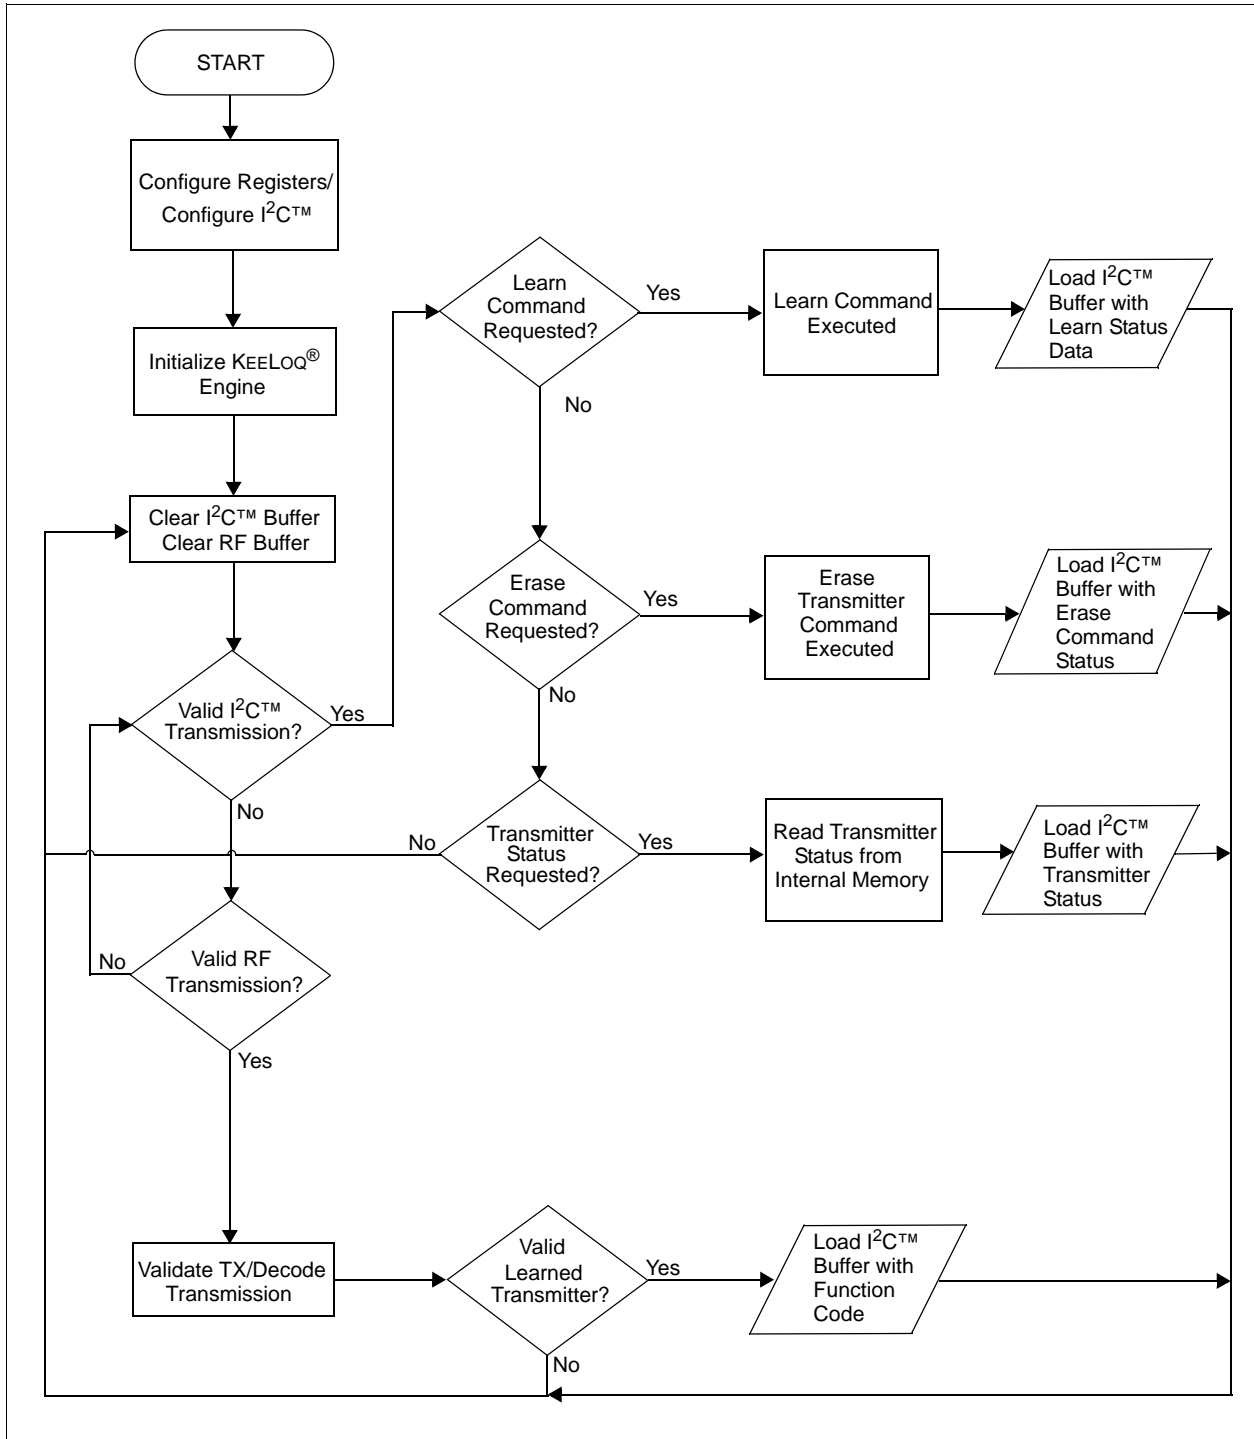 START
Configure Registers/
Configure I²C™
Initialize KEELOQ®
Engine
Clear I²C™ Buffer
Clear RF Buffer
Valid I²C™
Transmission?
Yes
No
Valid RF
Transmission?
No
Yes
Validate TX/Decode
Transmission
Learn
Command
Requested?
Yes
No
Learn Command
Executed
Load I²C™
Buffer with
Learn Status
Data
Erase
Command
Requested?
Yes
No
Erase
Transmitter
Command
Executed
Load I²C™
Buffer with
Erase
Command
Status
Transmitter
Status
Requested?
No
Yes
Read Transmitter
Status from
Internal Memory
Load I²C™
Buffer with
Transmitter
Status
Valid
Learned
Transmitter?
Yes
No
Load I²C™
Buffer with
Function
Code